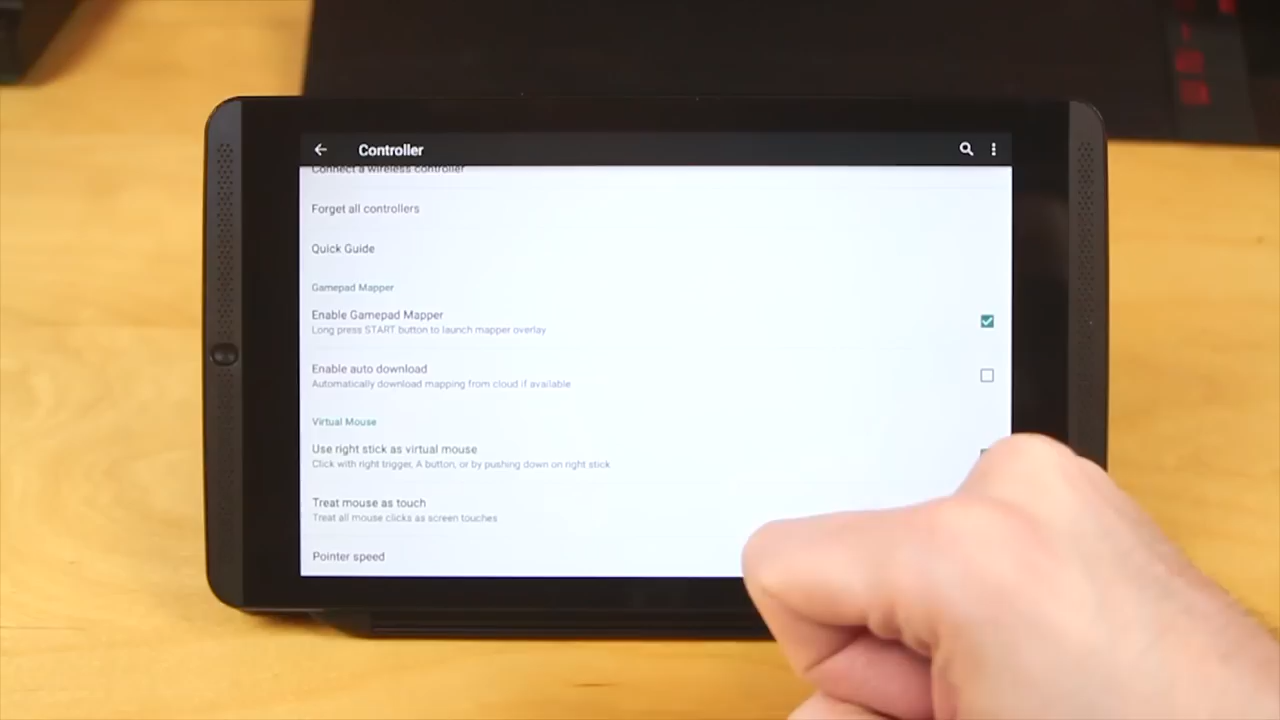 Controller
Connect a wireless controller
Forget all controllers
Quick Guide
Gamepad Mapper
Enable Gamepad Mapper
Long press START button to launch mapper overlay
Enable auto download
Automatically download mapping from cloud if available
Virtual Mouse
Use right stick as virtual mouse
Click with right trigger, A button, or by pushing down on right stick
Treat mouse as touch
Treat all mouse clicks as screen touches
Pointer speed